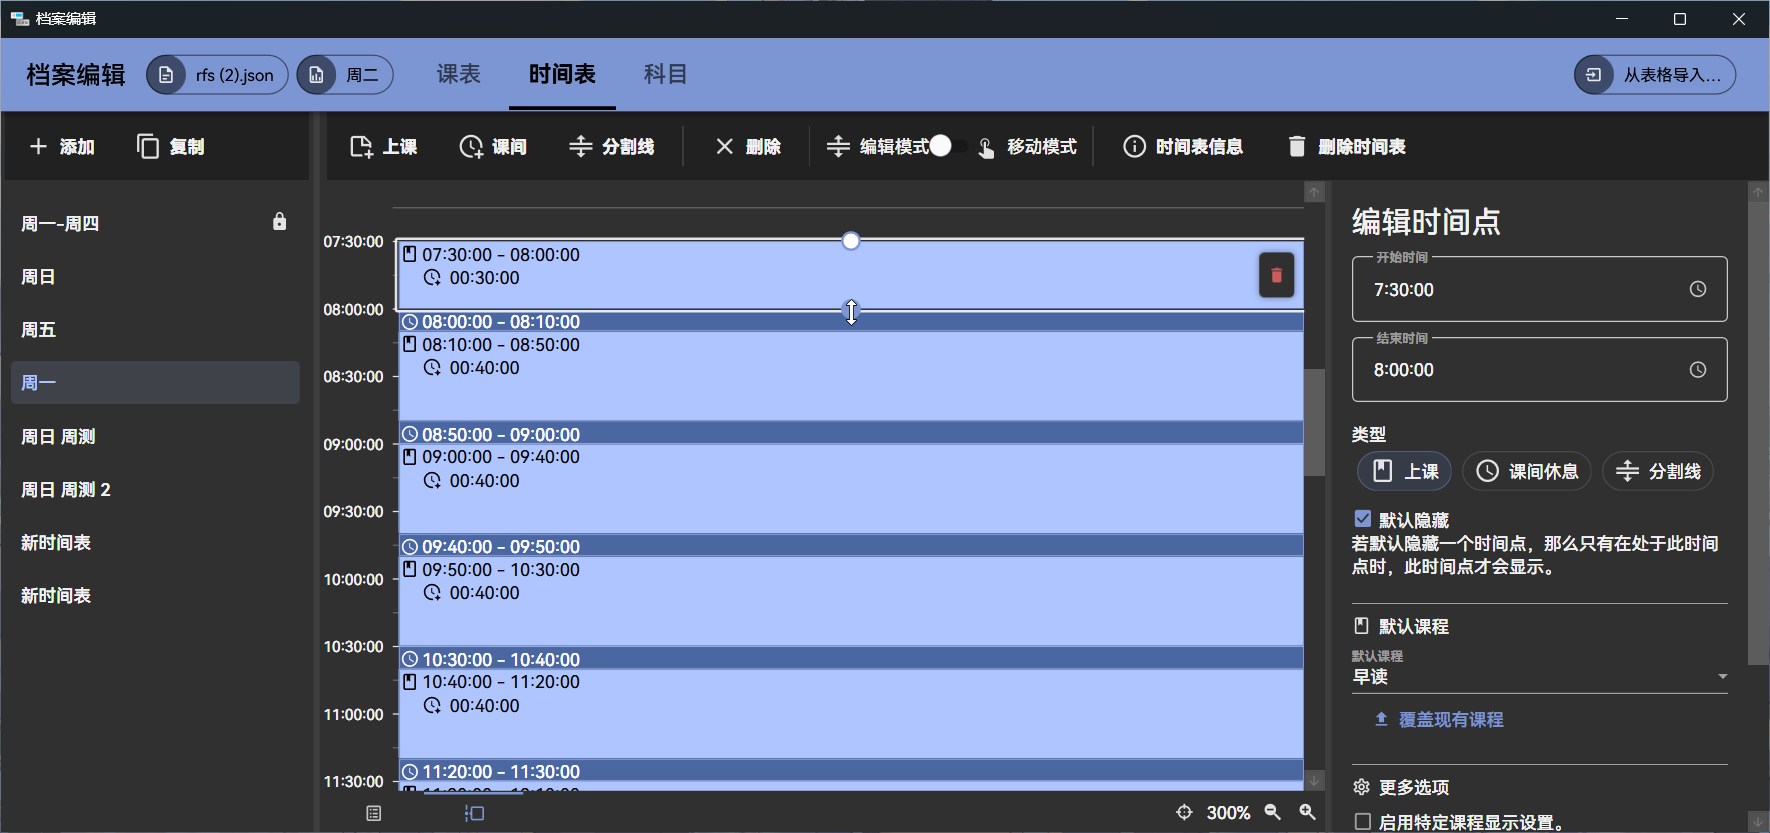 档案编辑
档案编辑 rfs (2).json 周二 课表 时间表 科目 从表格导入...
添加 复制 上课 课间 分割线 删除 编辑模式 移动模式 时间表信息 删除时间表
周一-周四
周日
周五
周一
周日 周测
周日 周测 2
新时间表
新时间表
07:30:00
08:00:00
08:30:00
09:00:00
09:30:00
10:00:00
10:30:00
11:00:00
11:30:00
07:30:00 - 08:00:00
00:30:00
08:00:00 - 08:10:00
08:10:00 - 08:50:00
00:40:00
08:50:00 - 09:00:00
09:00:00 - 09:40:00
00:40:00
09:40:00 - 09:50:00
09:50:00 - 10:30:00
00:40:00
10:30:00 - 10:40:00
10:40:00 - 11:20:00
00:40:00
11:20:00 - 11:30:00
300%
编辑时间点
开始时间
7:30:00
结束时间
8:00:00
类型
上课 课间休息 分割线
默认隐藏
若默认隐藏一个时间点，那么只有在处于此时间
点时，此时间点才会显示。
默认课程
默认课程
早读
覆盖现有课程
更多选项
启用特定课程显示设置。